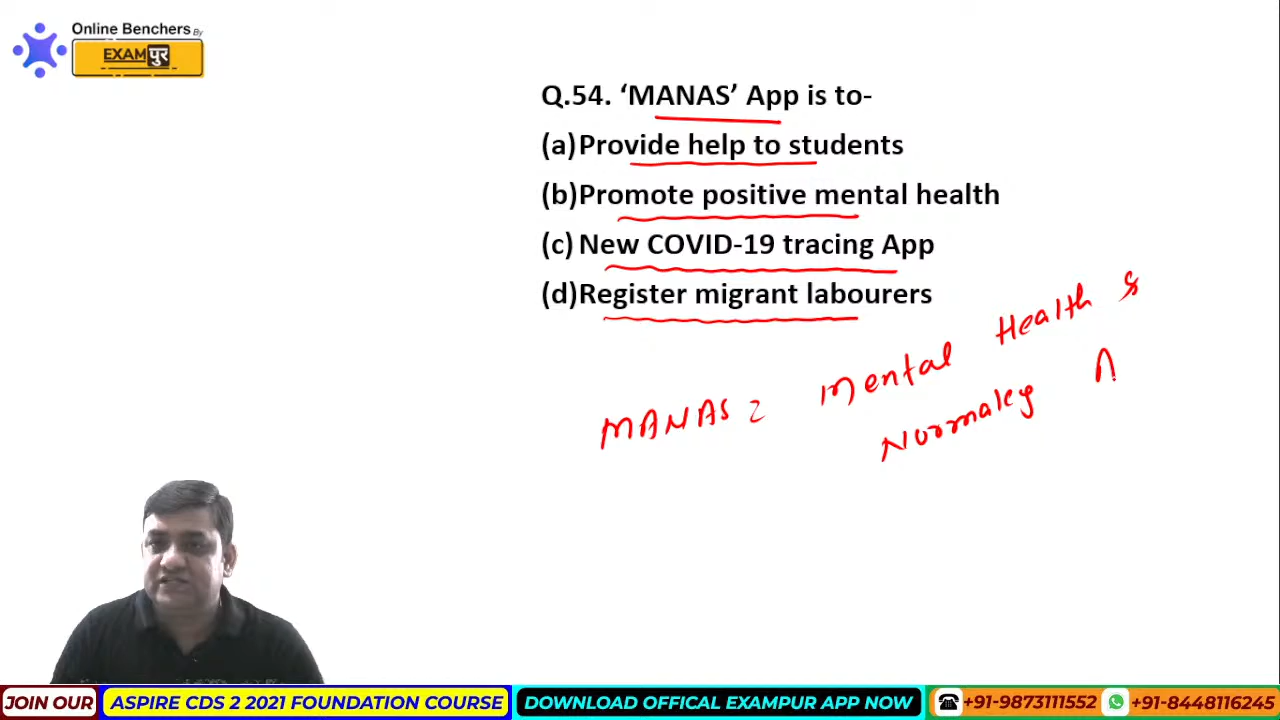 Online Benchers By
EXAMपुर
Q.54. ‘MANAS’ App is to-
(a) Provide help to students
(b) Promote positive mental health
(c) New COVID-19 tracing App
(d) Register migrant labourers
MANAS = Mental Health &
Normalcy A
JOIN OUR ASPIRE CDS 2 2021 FOUNDATION COURSE DOWNLOAD OFFICAL EXAMPUR APP NOW +91-9873111552 +91-8448116245